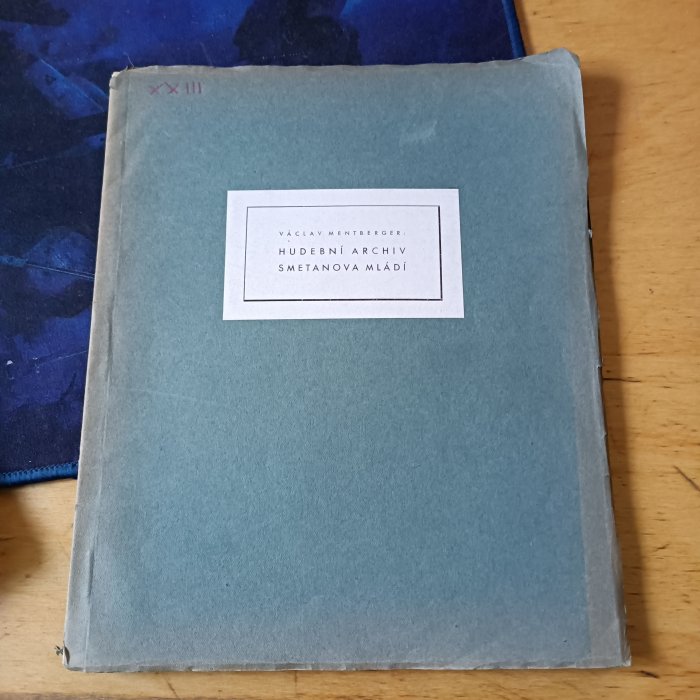 XXIII
VÁCLAV MENTBERGER:
HUDEBNÍ ARCHIV
SMETANOVA MLÁDÍ